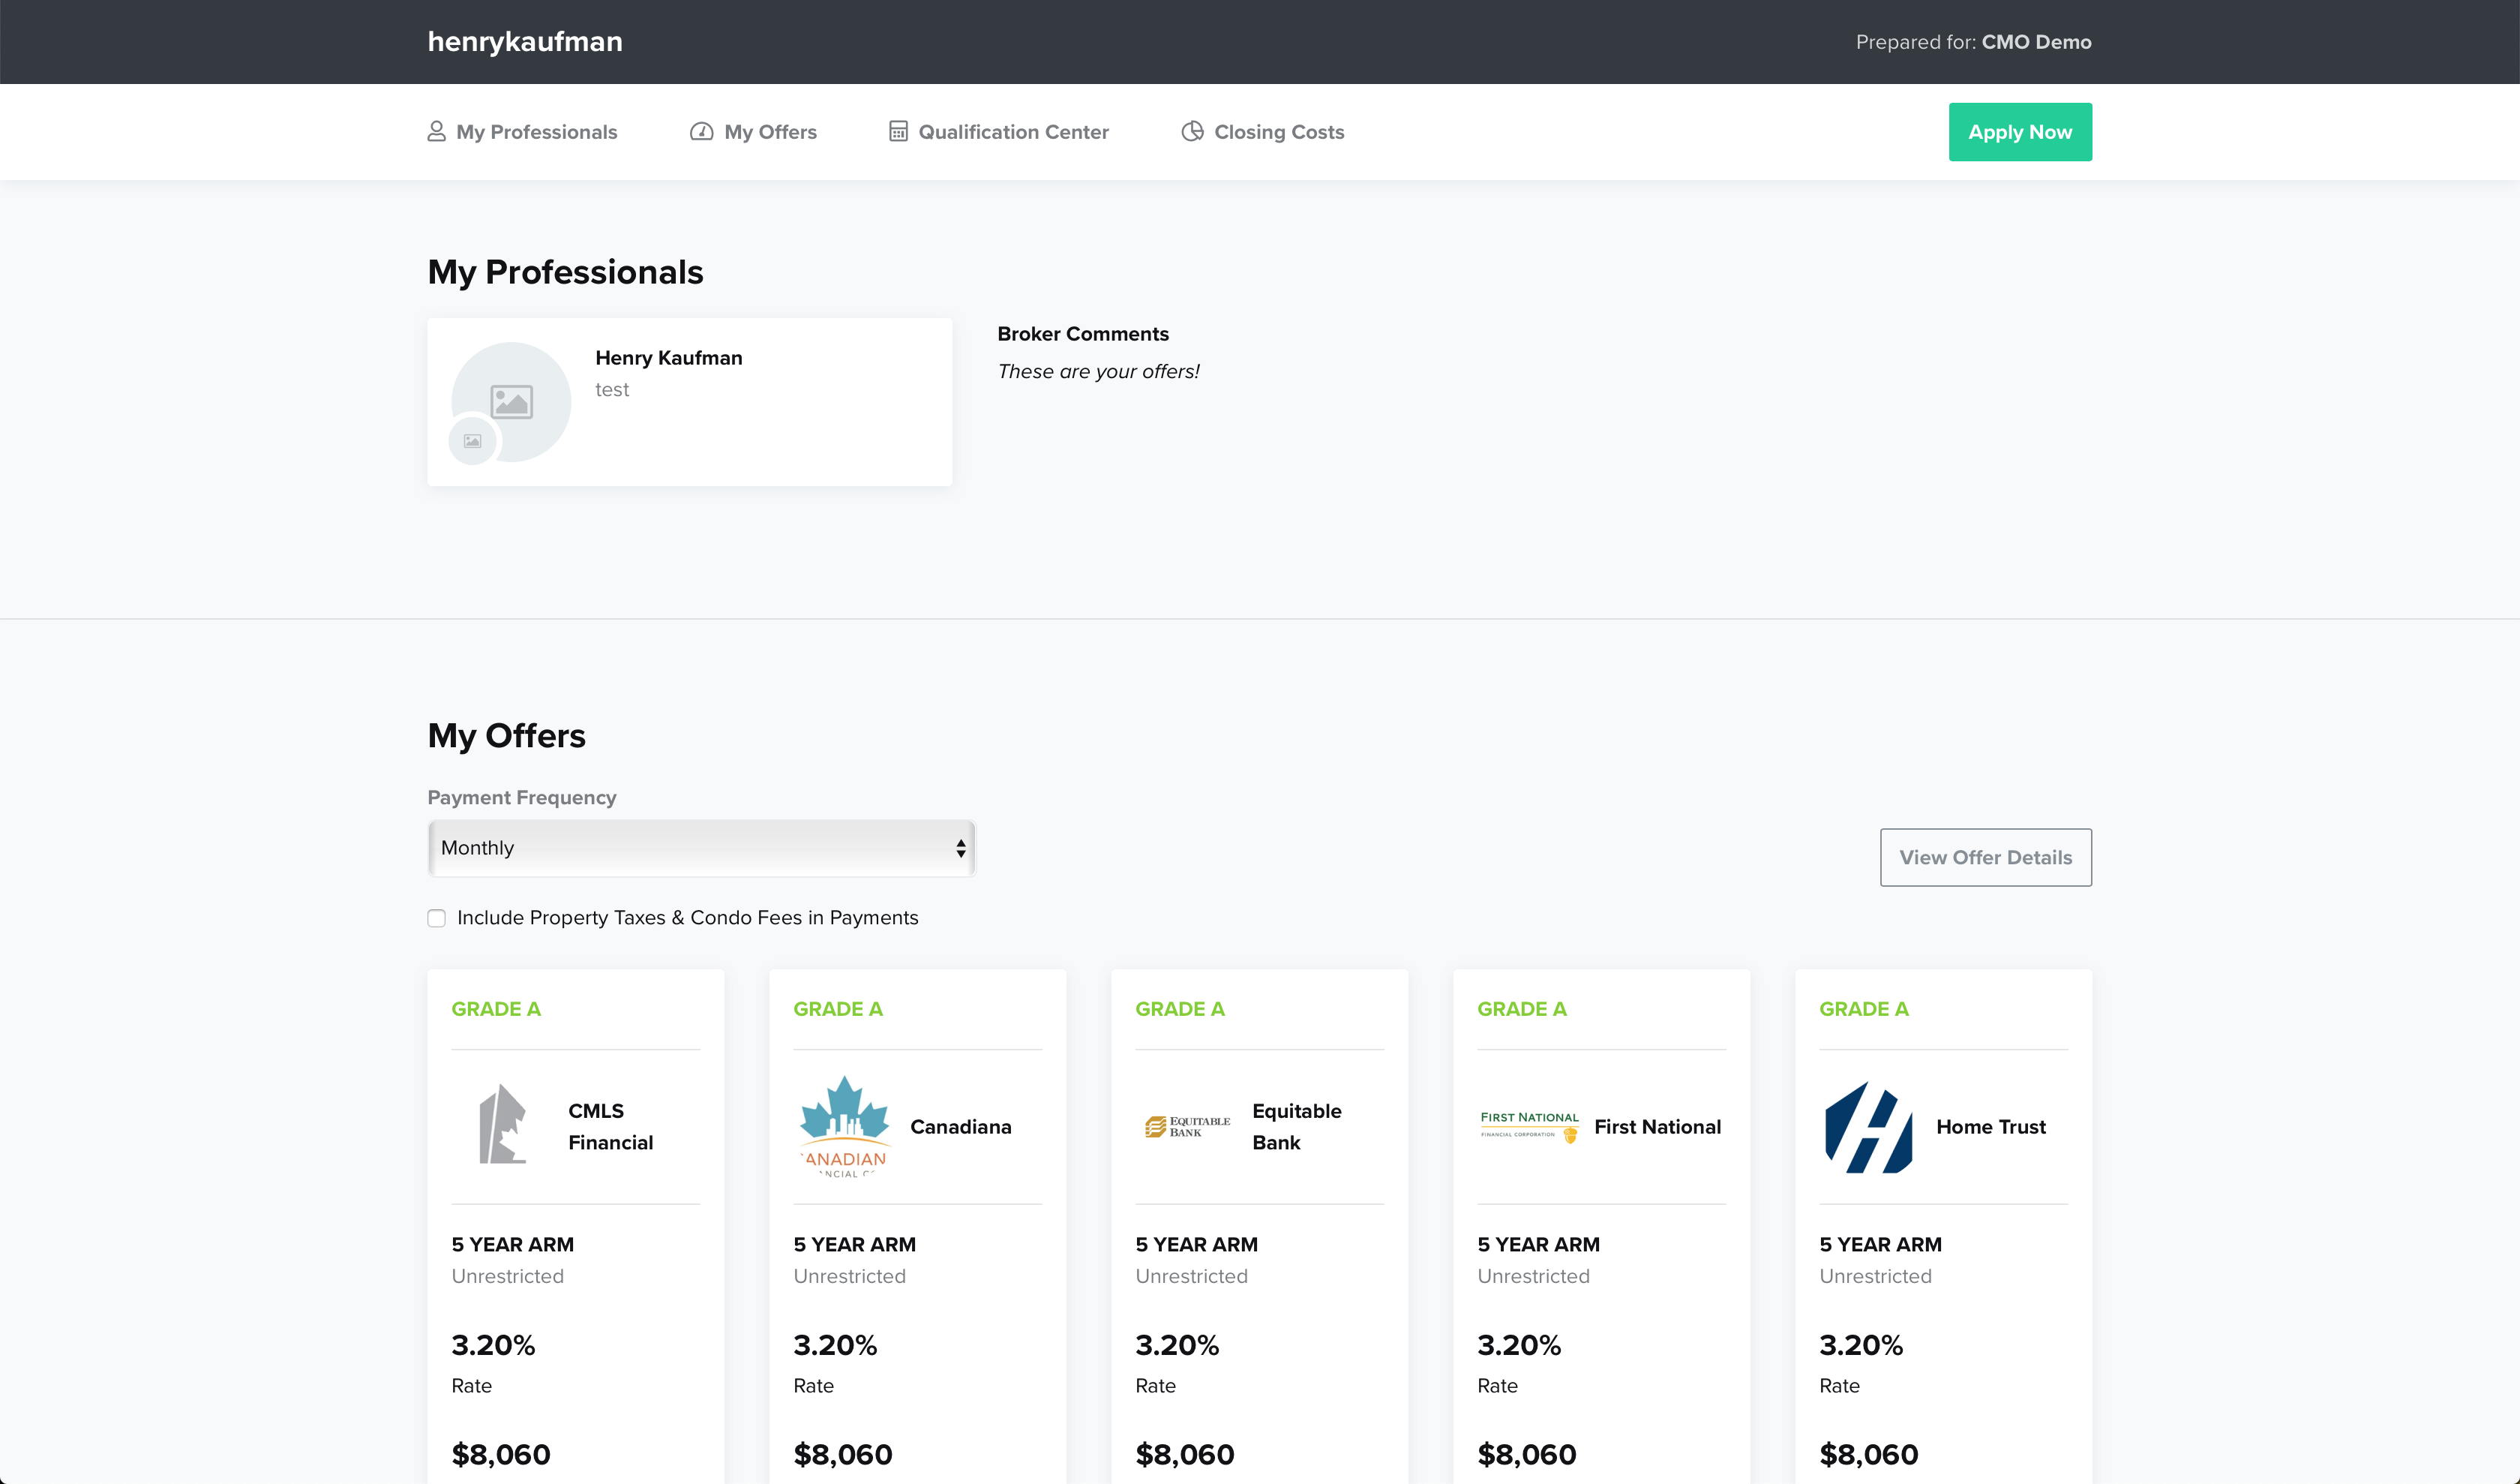 henrykaufman
Prepared for: CMO Demo
My Professionals
My Offers
Qualification Center
Closing Costs
Apply Now
My Professionals
Henry Kaufman
test
Broker Comments
These are your offers!
My Offers
Payment Frequency
Monthly
View Offer Details
Include Property Taxes & Condo Fees in Payments
GRADE A
CMLS
Financial
5 YEAR ARM
Unrestricted
3.20%
Rate
$8,060
GRADE A
ANADIAN
NCIAL C
Canadiana
5 YEAR ARM
Unrestricted
3.20%
Rate
$8,060
GRADE A
EQUITABLE
BANK
Equitable
Bank
5 YEAR ARM
Unrestricted
3.20%
Rate
$8,060
GRADE A
FIRST NATIONAL
FINANCIAL CORPORATION
First National
5 YEAR ARM
Unrestricted
3.20%
Rate
$8,060
GRADE A
Home Trust
5 YEAR ARM
Unrestricted
3.20%
Rate
$8,060